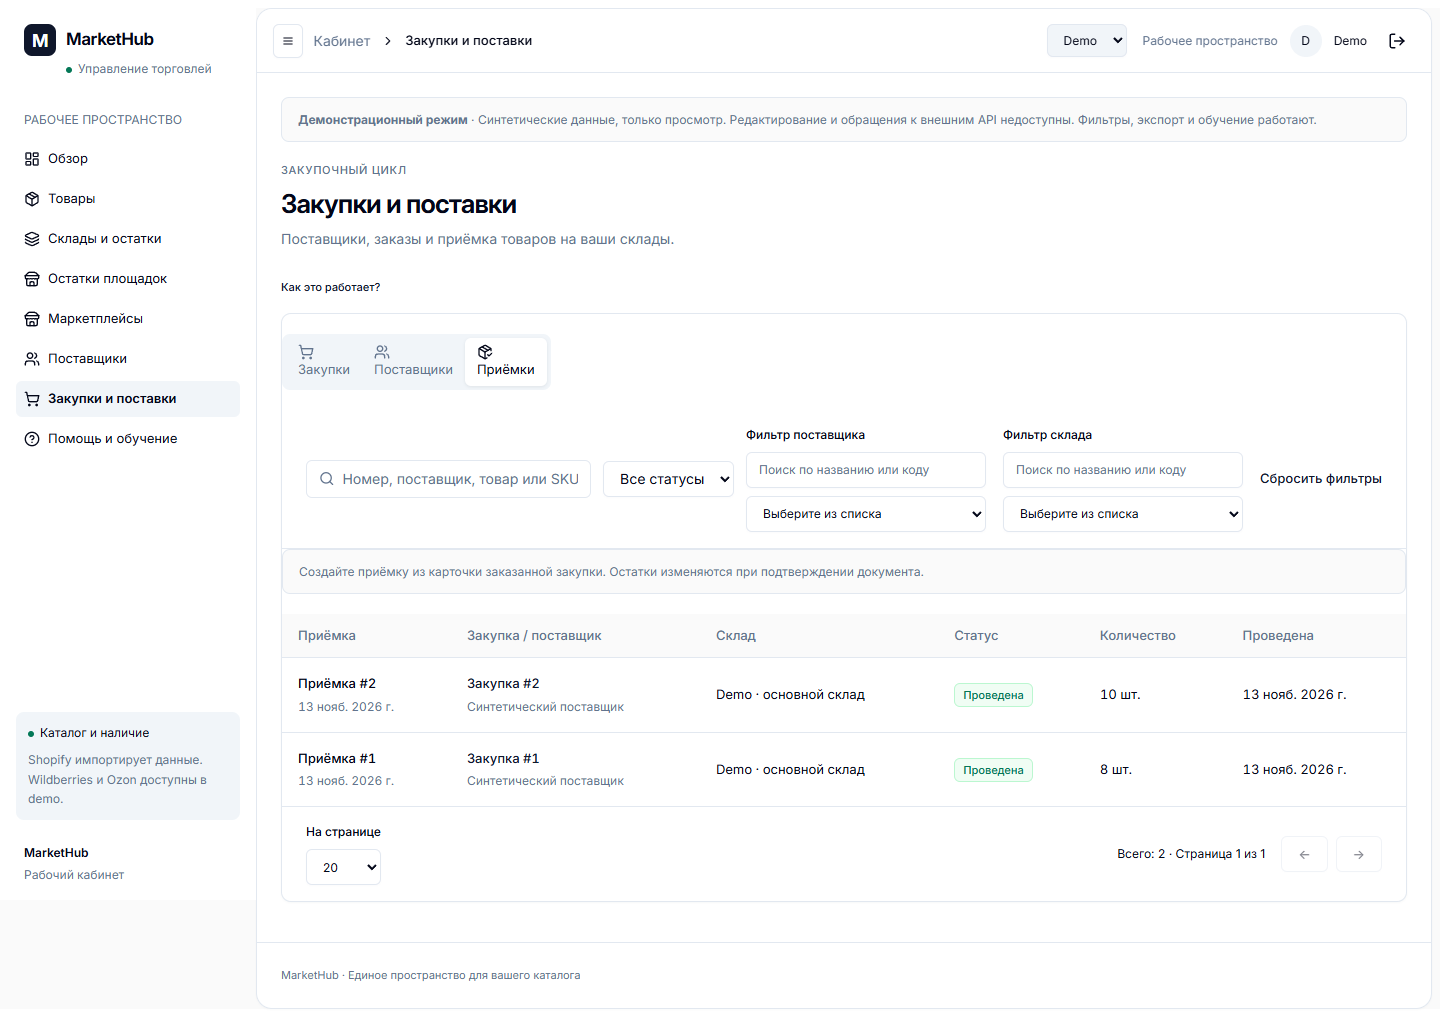 M MarketHub
Управление торговлей
РАБОЧЕЕ ПРОСТРАНСТВО
Обзор
Товары
Склады и остатки
Остатки площадок
Маркетплейсы
Поставщики
Закупки и поставки
Помощь и обучение
Каталог и наличие
Shopify импортирует данные.
Wildberries и Ozon доступны в
demo.
MarketHub
Рабочий кабинет
Кабинет > Закупки и поставки
Demo Рабочее пространство D Demo
Демонстрационный режим · Синтетические данные, только просмотр. Редактирование и обращения к внешним API недоступны. Фильтры, экспорт и обучение работают.
ЗАКУПОЧНЫЙ ЦИКЛ
Закупки и поставки
Поставщики, заказы и приёмка товаров на ваши склады.
Как это работает?
Закупки Поставщики Приёмки
Фильтр поставщика Фильтр склада
Номер, поставщик, товар или SKU Все статусы Поиск по названию или коду Поиск по названию или коду Сбросить фильтры
Выберите из списка Выберите из списка
Создайте приёмку из карточки заказанной закупки. Остатки изменяются при подтверждении документа.
Приёмка Закупка / поставщик Склад Статус Количество Проведена
Приёмка #2 Закупка #2 Demo · основной склад Проведена 10 шт. 13 нояб. 2026 г.
13 нояб. 2026 г. Синтетический поставщик
Приёмка #1 Закупка #1 Demo · основной склад Проведена 8 шт. 13 нояб. 2026 г.
13 нояб. 2026 г. Синтетический поставщик
На странице
20 Всего: 2 · Страница 1 из 1 ← →
MarketHub · Единое пространство для вашего каталога